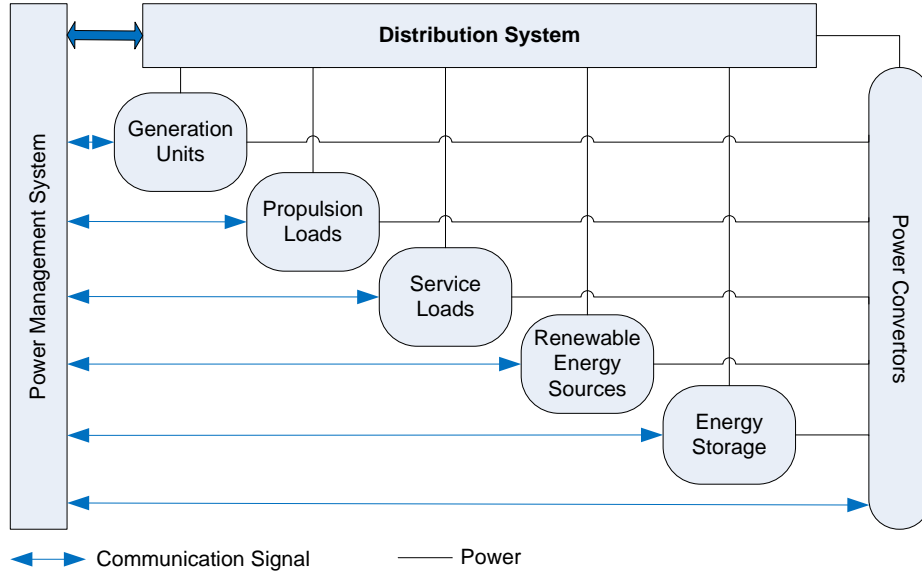 Distribution System
Power Management System
Generation
Units
Propulsion
Loads
Service
Loads
Renewable
Energy
Sources
Energy
Storage
Power Convertors
Communication Signal
Power